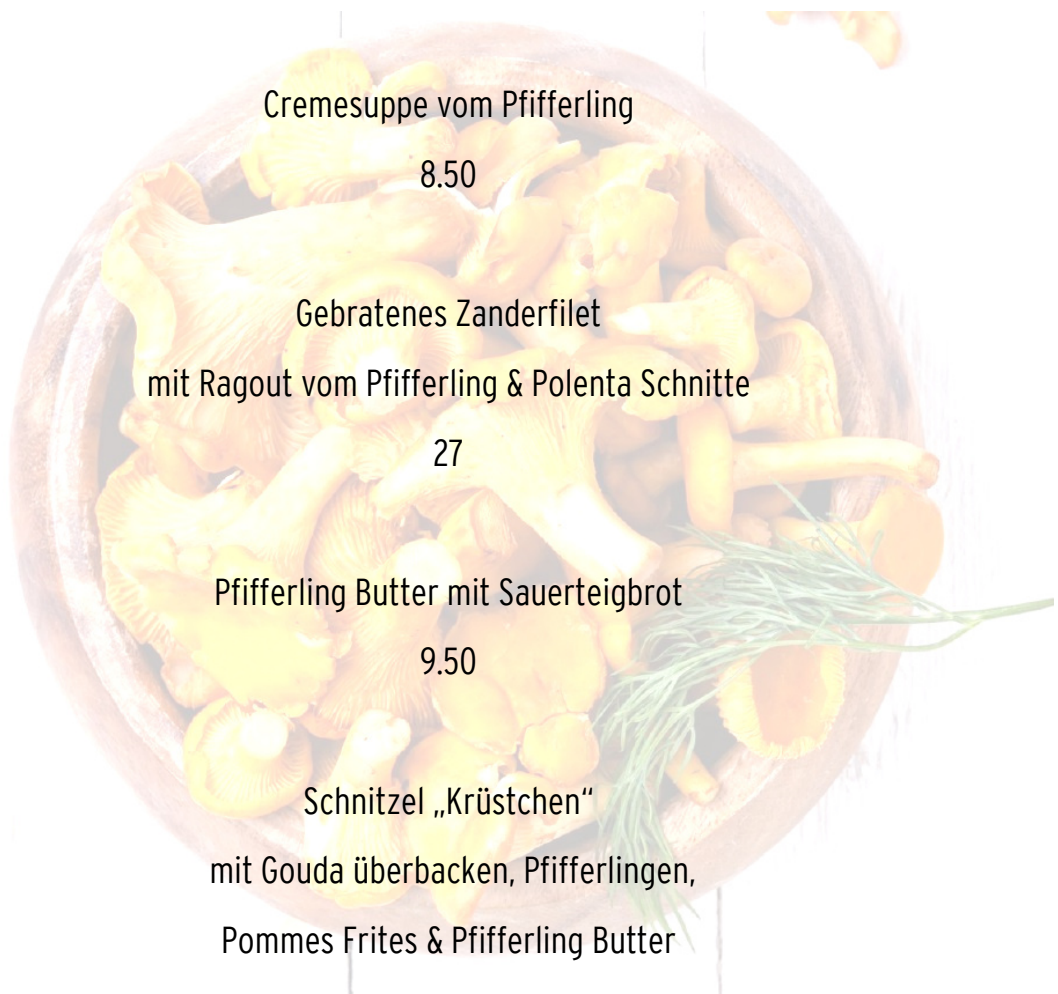 Cremesuppe vom Pfifferling
8.50
Gebratenes Zanderfilet
mit Ragout vom Pfifferling & Polenta Schnitte
27
Pfifferling Butter mit Sauerteigbrot
9.50
Schnitzel „Krüstchen“
mit Gouda überbacken, Pfifferlingen,
Pommes Frites & Pfifferling Butter